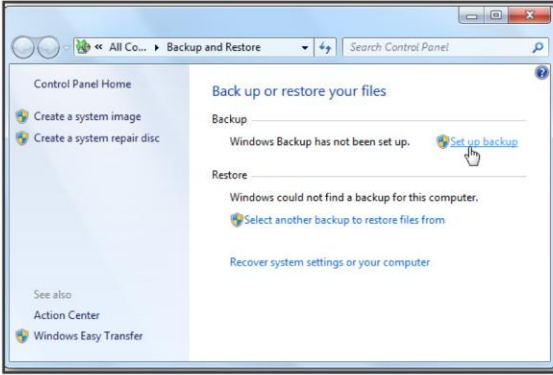 « All Co... ▸ Backup and Restore
Search Control Panel
Control Panel Home
Create a system image
Create a system repair disc
See also
Action Center
Windows Easy Transfer
Back up or restore your files
Backup
Windows Backup has not been set up. Set up backup
Restore
Windows could not find a backup for this computer.
Select another backup to restore files from
Recover system settings or your computer